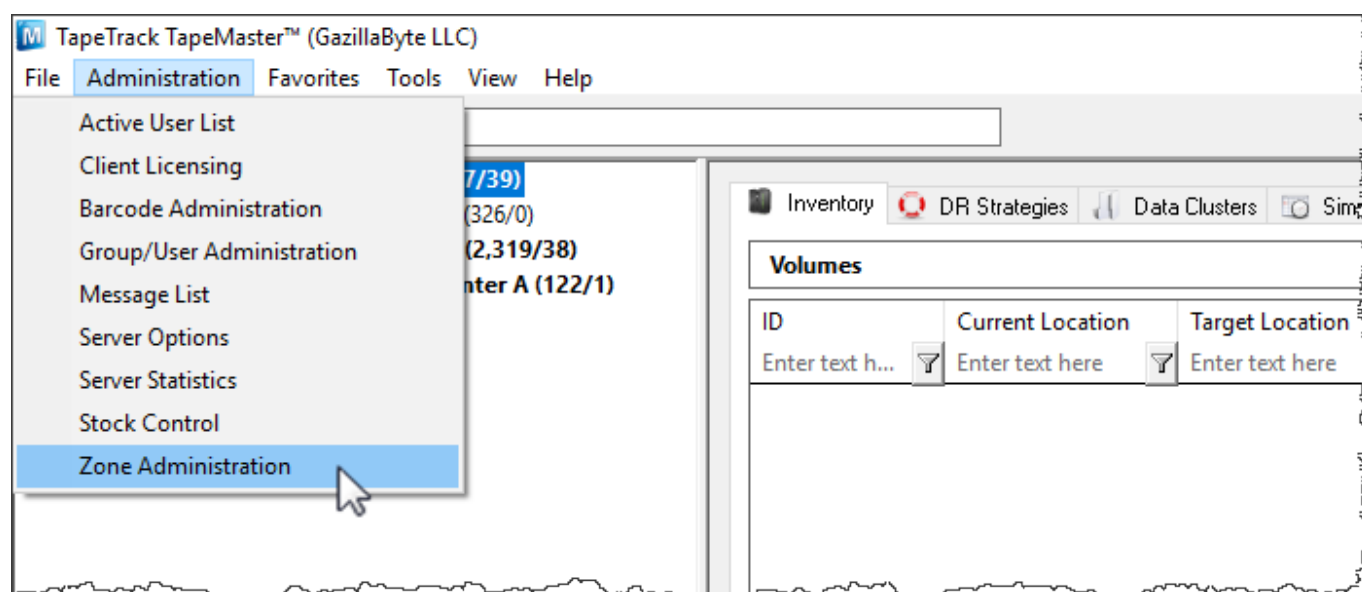 TapeTrack TapeMaster™ (GazillaByte LLC)
File Administration Favorites Tools View Help
Active User List
Client Licensing
Barcode Administration
Group/User Administration
Message List
Server Options
Server Statistics
Stock Control
Zone Administration
7/39)
(326/0)
(2,319/38)
nter A (122/1)
Inventory DR Strategies Data Clusters
Volumes
ID Current Location Target Location
Enter text h... Enter text here Enter text here